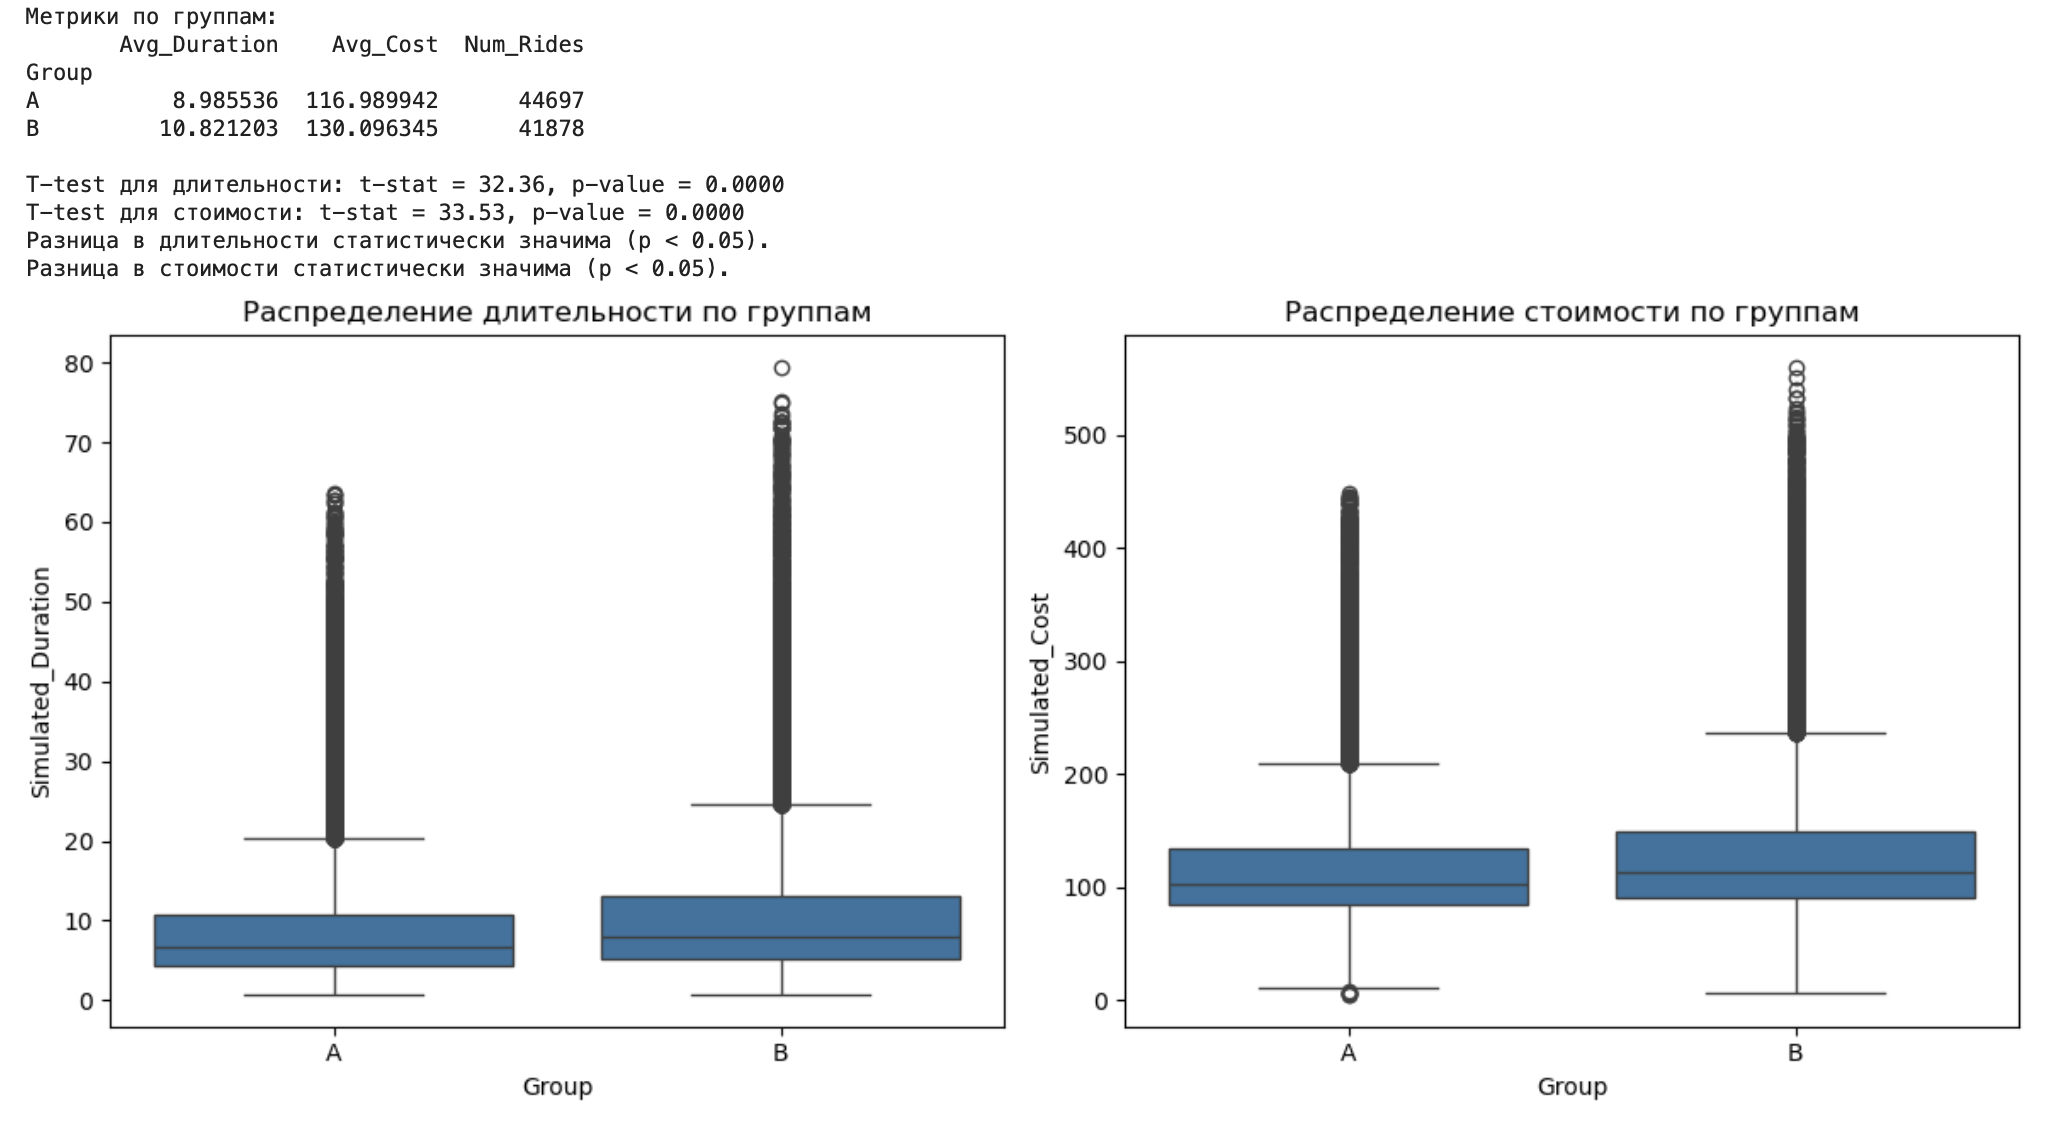 Метрики по группам:
Avg_Duration Avg_Cost Num_Rides
Group
A 8.985536 116.989942 44697
B 10.821203 130.096345 41878
T-test для длительности: t-stat = 32.36, p-value = 0.0000
T-test для стоимости: t-stat = 33.53, p-value = 0.0000
Разница в длительности статистически значима (p < 0.05).
Разница в стоимости статистически значима (p < 0.05).
Распределение длительности по группам
80
70
60
50
40
30
20
10
0
Simulated_Duration
A B
Group
Распределение стоимости по группам
500
400
300
200
100
0
Simulated_Cost
A B
Group